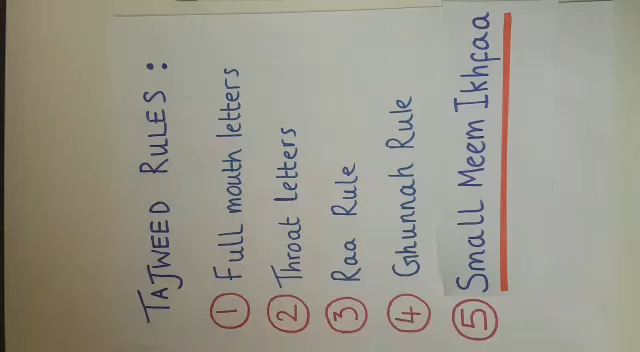 TAJWEED RULES:
1 Full mouth letters
2 Throat Letters
3 Raa Rule
4 Ghunnah Rule
5 Small Meem Ikhfaa